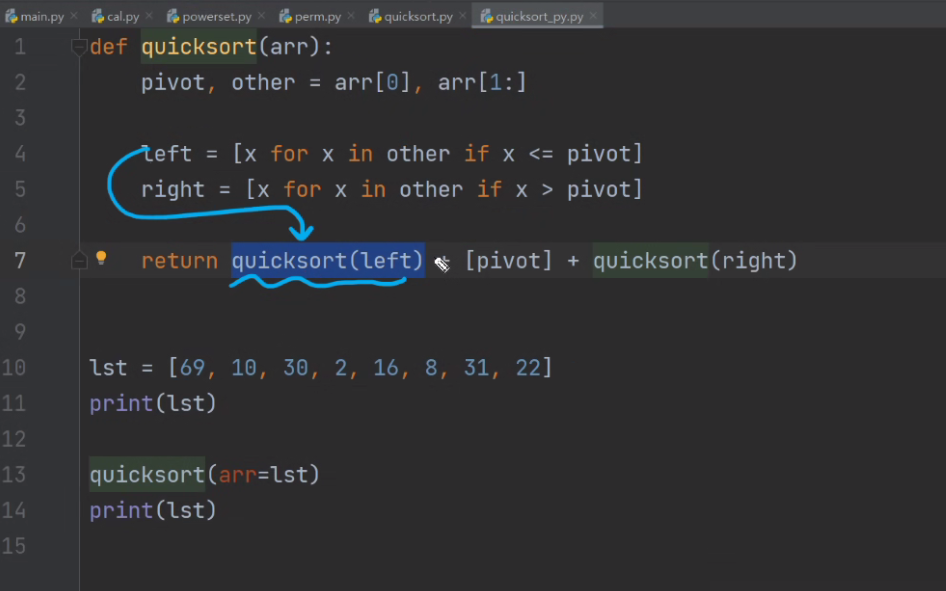 main.py cal.py powerset.py perm.py quicksort.py quicksort_py.py
1 def quicksort(arr):
2     pivot, other = arr[0], arr[1:]
3
4     left = [x for x in other if x <= pivot]
5     right = [x for x in other if x > pivot]
6
7     return quicksort(left) + [pivot] + quicksort(right)
8
9
10 lst = [69, 10, 30, 2, 16, 8, 31, 22]
11 print(lst)
12
13 quicksort(arr=lst)
14 print(lst)
15